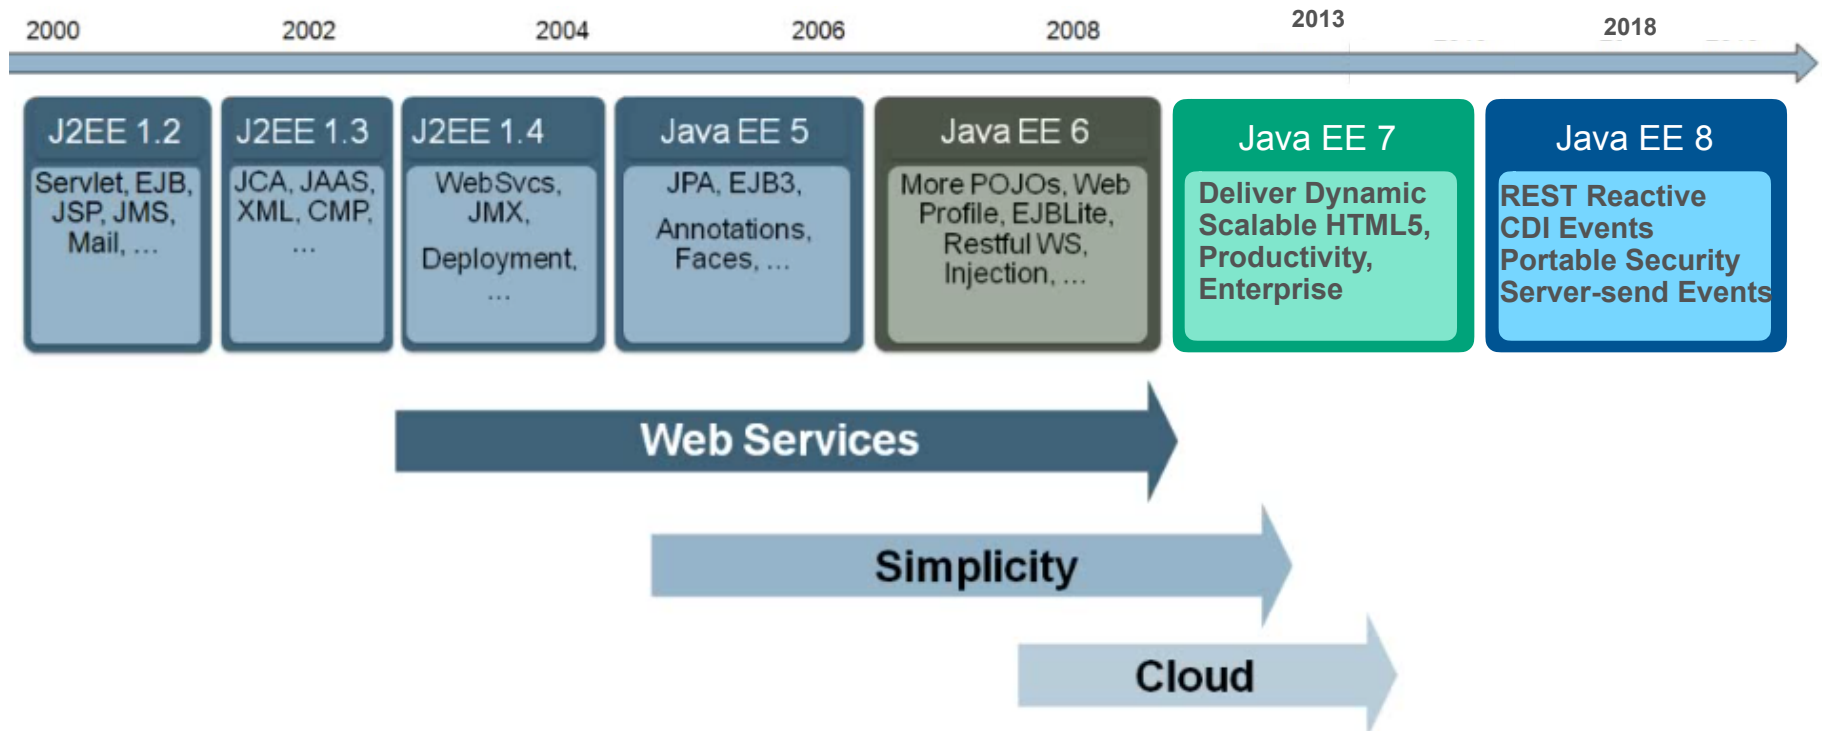 2000
2002
2004
2006
2008
2013
2018
J2EE 1.2
Servlet, EJB,
JSP, JMS,
Mail, ...
J2EE 1.3
JCA, JAAS,
XML, CMP,
...
J2EE 1.4
WebSvcs,
JMX,
Deployment,
...
Java EE 5
JPA, EJB3,
Annotations,
Faces, ...
Java EE 6
More POJOs, Web
Profile, EJBLite,
Restful WS,
Injection, ...
Java EE 7
Deliver Dynamic
Scalable HTML5,
Productivity,
Enterprise
Java EE 8
REST Reactive
CDI Events
Portable Security
Server-send Events
Web Services
Simplicity
Cloud